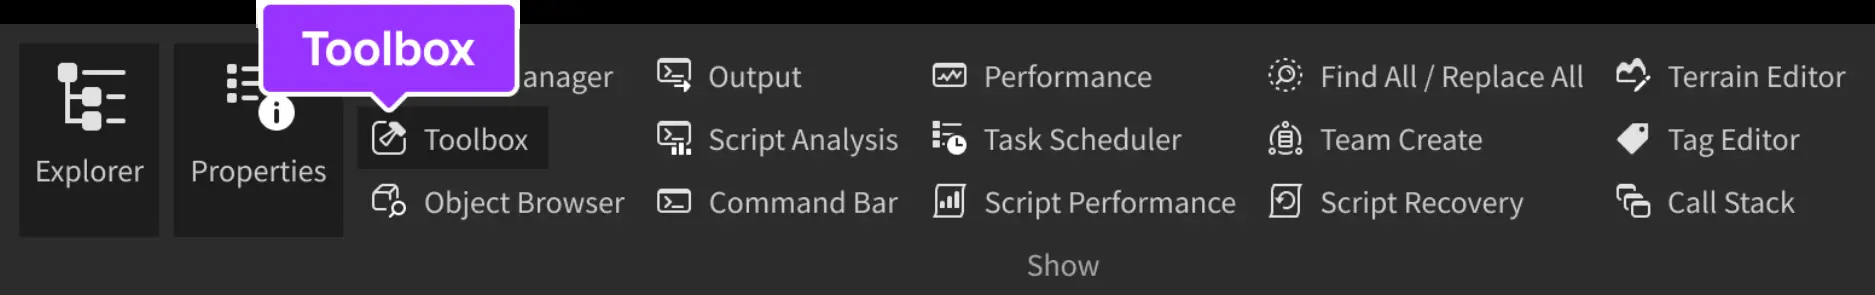 Toolbox
Explorer
Properties
anager
Toolbox
Object Browser
Output
Script Analysis
Command Bar
Performance
Task Scheduler
Script Performance
Find All / Replace All
Team Create
Script Recovery
Terrain Editor
Tag Editor
Call Stack
Show